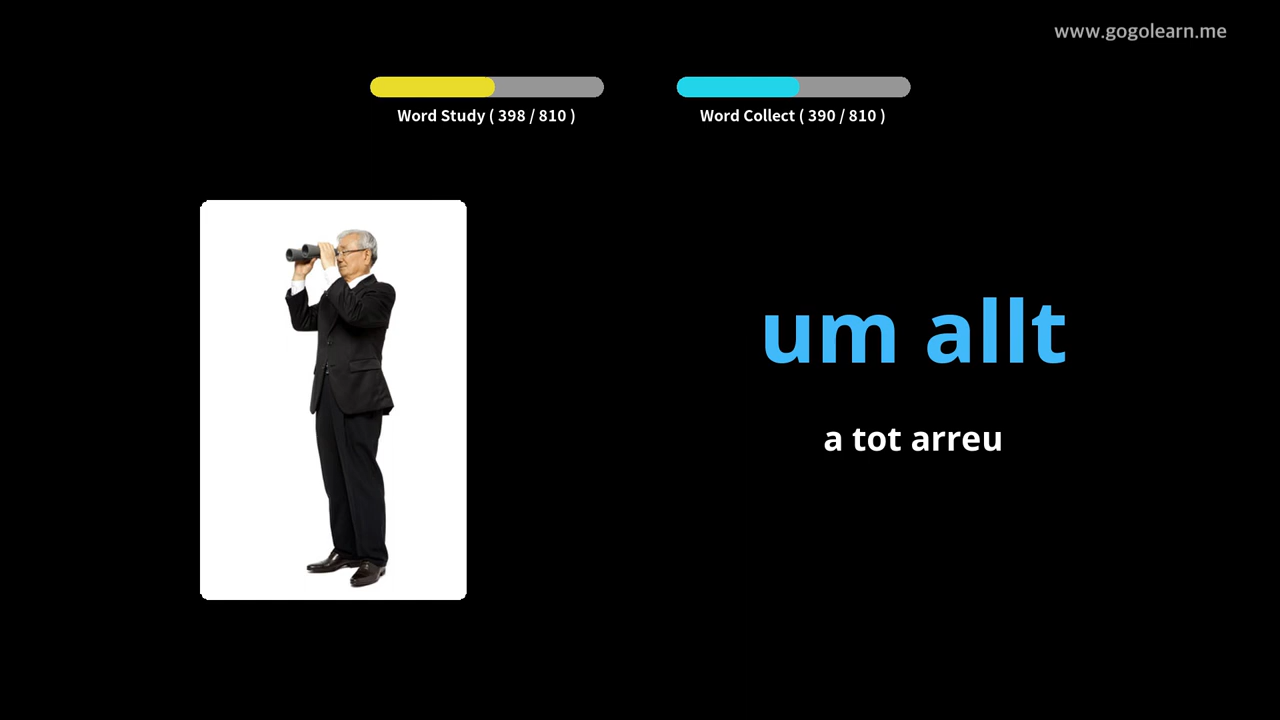 www.gogolearn.me
Word Study ( 398 / 810 )
Word Collect ( 390 / 810 )
um allt
a tot arreu